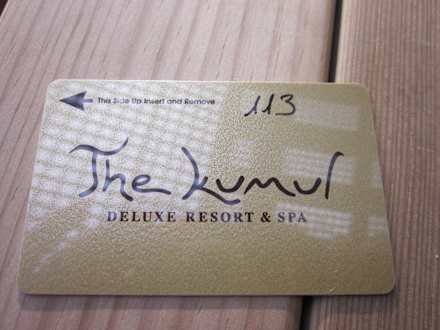 This Side Up Insert and Remove
113
The Kumul
DELUXE RESORT & SPA